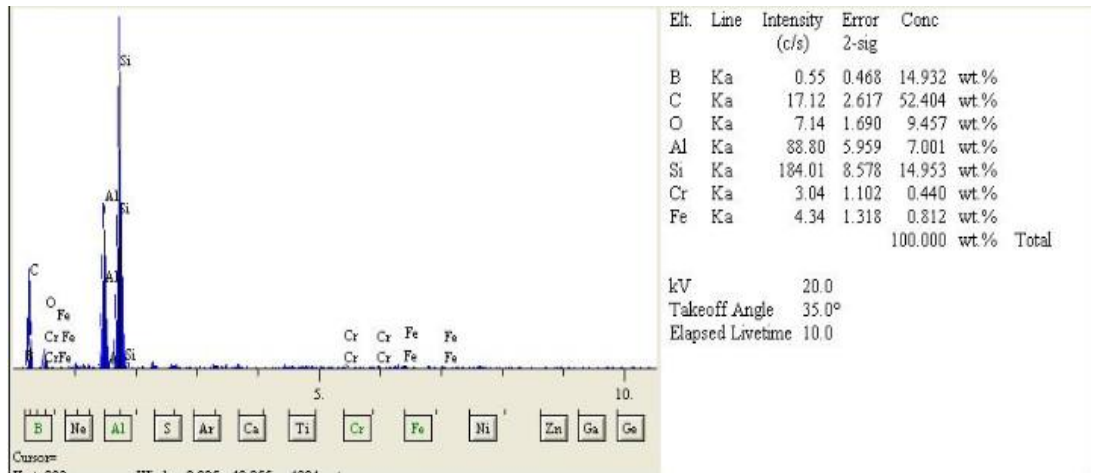 Elt. Line Intensity Error Conc
(c/s) 2-sig
B Ka 0.55 0.468 14.932 wt.%
C Ka 17.12 2.617 52.404 wt.%
O Ka 7.14 1.690 9.457 wt.%
Al Ka 88.80 5.959 7.001 wt.%
Si Ka 184.01 8.578 14.953 wt.%
Cr Ka 3.04 1.102 0.440 wt.%
Fe Ka 4.34 1.318 0.812 wt.%
100.000 wt.% Total
kV 20.0
Takeoff Angle 35.0°
Elapsed Livetime 10.0
Si
Al Si
Al
C
O
Fe
Cr Fe
CrFe
Si
Cr Cr Fe Fe
Cr Cr Fe Fe
5. 10.
B Ne Al S Ar Ca Ti Cr Fe Ni Zn Ga Ge
Cursor=